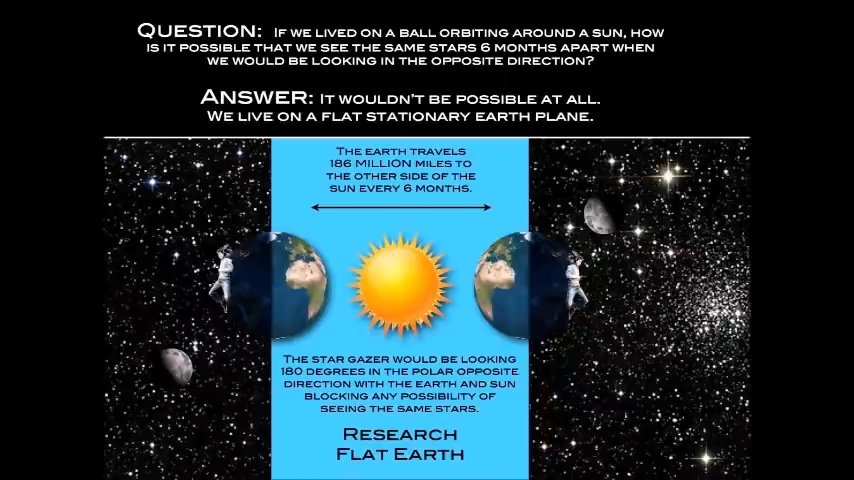 QUESTION: IF WE LIVED ON A BALL ORBITING AROUND A SUN, HOW
IS IT POSSIBLE THAT WE SEE THE SAME STARS 6 MONTHS APART WHEN
WE WOULD BE LOOKING IN THE OPPOSITE DIRECTION?
ANSWER: IT WOULDN'T BE POSSIBLE AT ALL.
WE LIVE ON A FLAT STATIONARY EARTH PLANE.
THE EARTH TRAVELS
186 MILLION MILES TO
THE OTHER SIDE OF THE
SUN EVERY 6 MONTHS.
THE STAR GAZER WOULD BE LOOKING
180 DEGREES IN THE POLAR OPPOSITE
DIRECTION WITH THE EARTH AND SUN
BLOCKING ANY POSSIBILITY OF
SEEING THE SAME STARS.
RESEARCH
FLAT EARTH